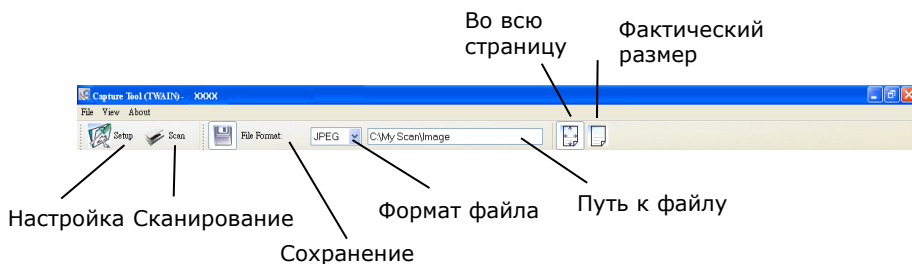 Во всю
страницу
Фактический
размер
Capture Tool (TWAIN) - XXXX
File View About
Setup Scan File Format: JPEG C:\My Scan\Image
Настройка Сканирование Формат файла Путь к файлу
Сохранение